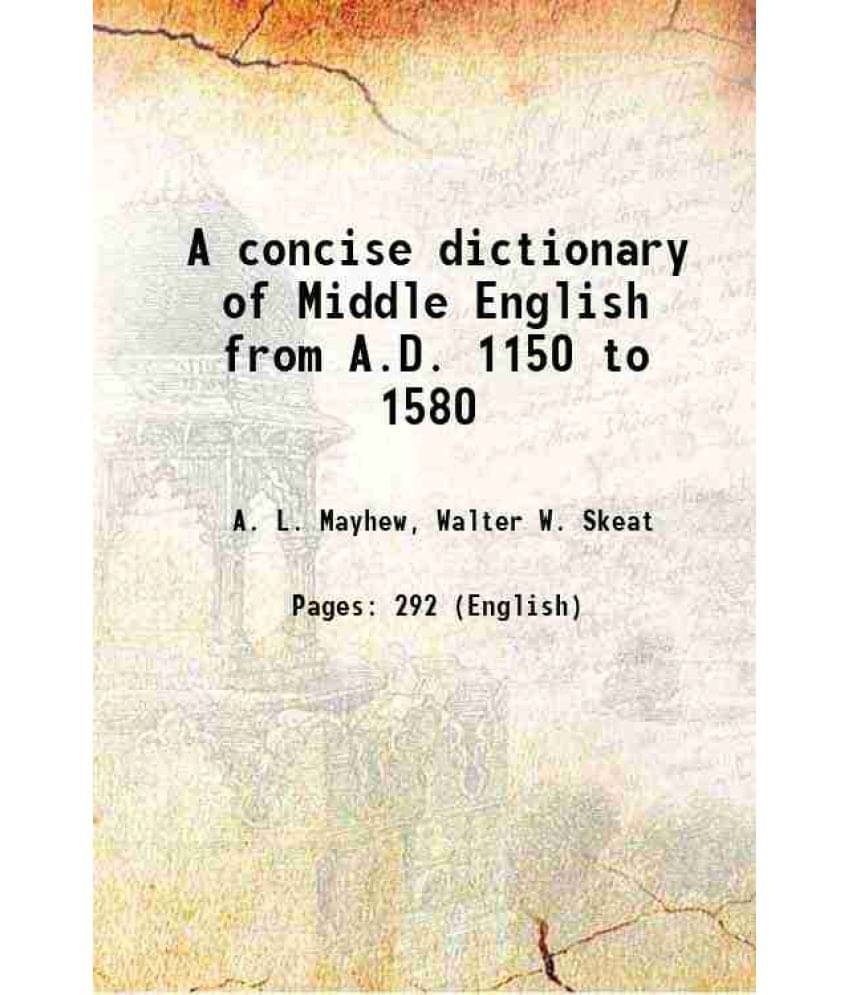 A concise dictionary
of Middle English
from A.D. 1150 to
1580
A. L. Mayhew, Walter W. Skeat
Pages: 292 (English)